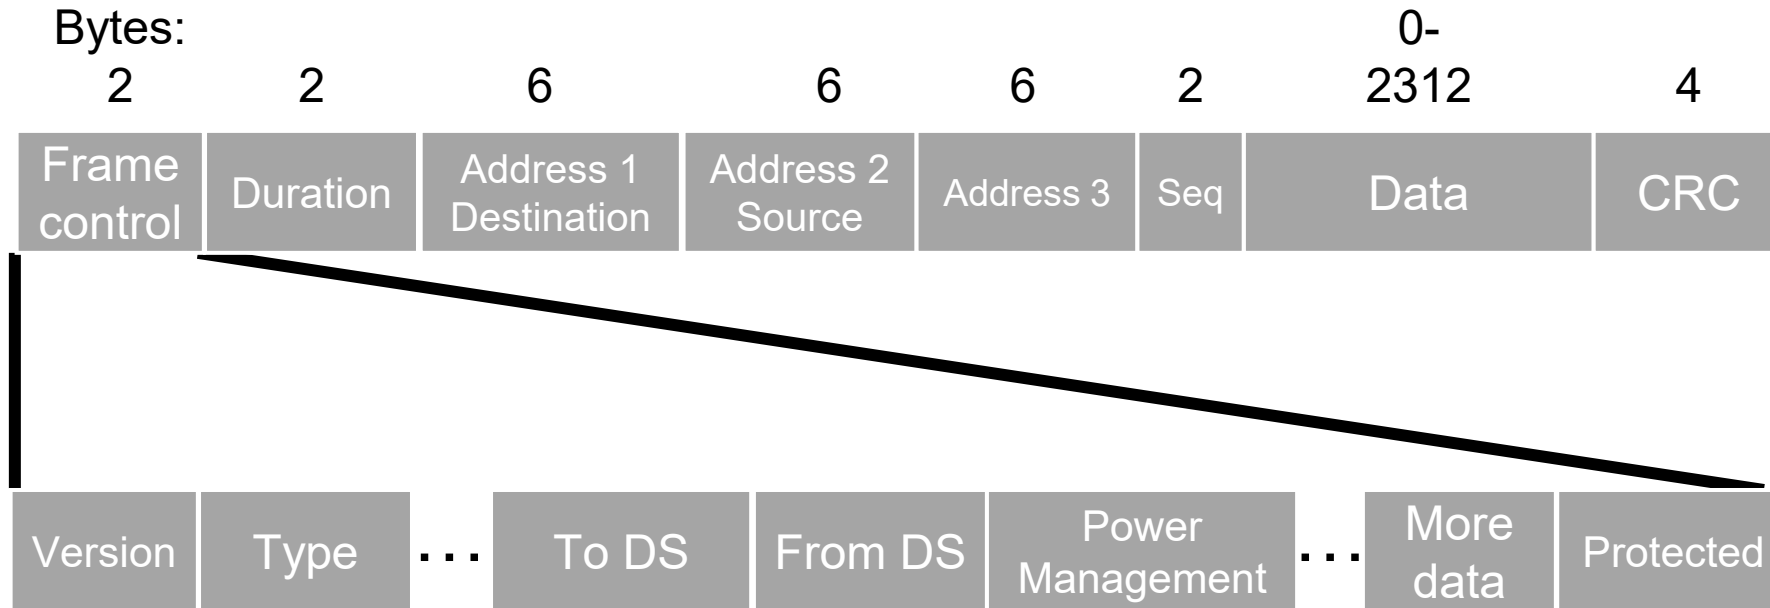 Bytes: 0-
2 2 6 6 6 2 2312 4
Frame control Duration Address 1 Destination Address 2 Source Address 3 Seq Data CRC
Version Type ... To DS From DS Power Management ... More data Protected